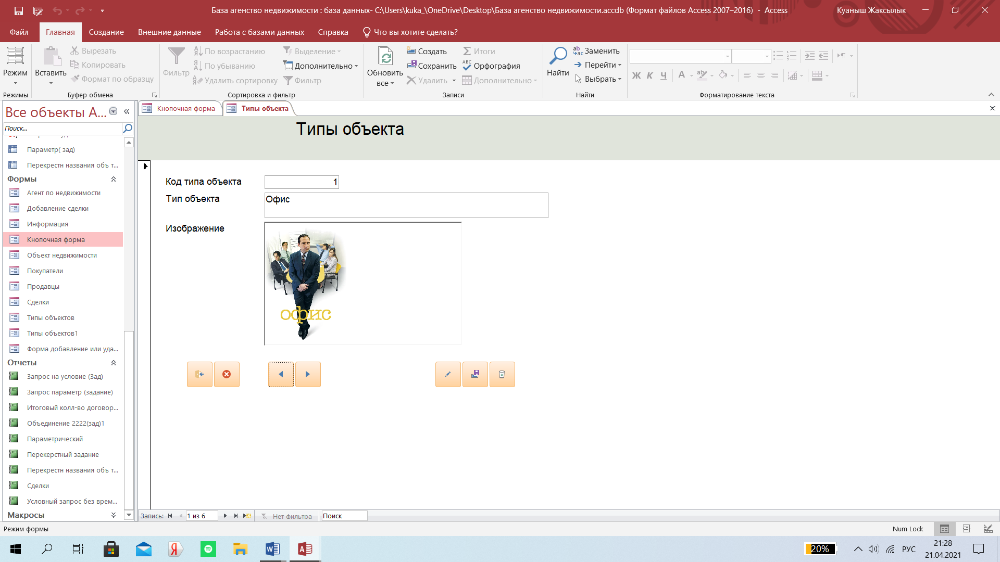 База агенство недвижимости : база данных- C:\Users\kuka_\OneDrive\Desktop\База агенство недвижимости.accdb (Формат файлов Access 2007–2016) - Access
Куаныш Жаксылык
Файл Главная Создание Внешние данные Работа с базами данных Справка Что вы хотите сделать?
Режим
Режимы
Вставить
Вырезать
Копировать
Формат по образцу
Буфер обмена
Фильтр
По возрастанию
По убыванию
Удалить сортировку
Выделение
Дополнительно
Фильтр
Сортировка и фильтр
Обновить
все
Создать
Сохранить
Удалить
Итоги
Орфография
Дополнительно
Записи
Найти
Заменить
Перейти
Выбрать
Найти
Ж К Ч
Форматирование текста
Все объекты A...
Поиск...
Параметр( зад)
Перекрестн названия объ т...
Формы
Агент по недвижимости
Добавление сделки
Информация
Кнопочная форма
Объект недвижимости
Покупатели
Продавцы
Сделки
Типы объектов
Типы объектов1
Форма добавление или уда...
Отчеты
Запрос на условие (Зад)
Запрос параметр (задание)
Итоговый колл-во договор...
Объединение 2222(зад)1
Параметрический
Перекерстный задание
Перекрестн названия объ т...
Сделки
Условный запрос без врем...
Макросы
Кнопочная форма
Типы объекта
Типы объекта
Код типа объекта 1
Тип объекта Офис
Изображение
офис
Запись: 1 из 6 Нет фильтра Поиск
Режим формы
Num Lock
20%
РУС
21:28
21.04.2021